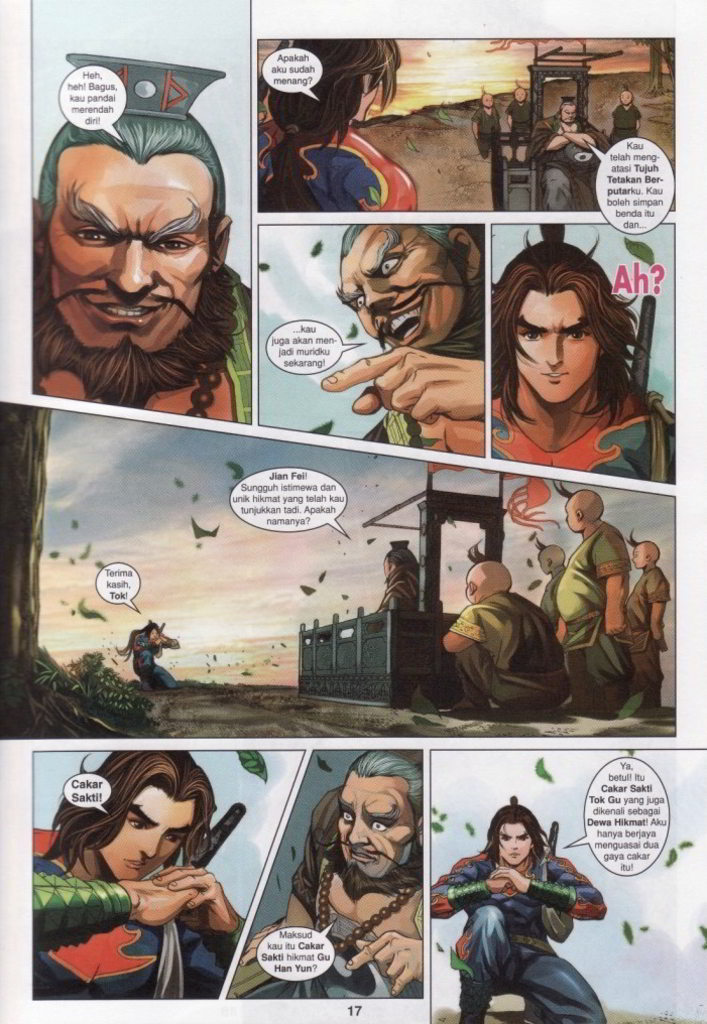 Heh,
heh! Bagus,
kau pandai
merendah
diri!
Apakah
aku sudah
menang?
Kau
telah meng-
atasi Tujuh
Tetakan Ber-
putarku. Kau
boleh simpan
benda itu
dan...
...kau
juga akan men-
jadi muridku
sekarang!
Ah?
Jian Fei!
Sungguh istimewa dan
unik hikmat yang telah kau
tunjukkan tadi. Apakah
namanya?
Terima
kasih,
Tok!
Cakar
Sakti!
Maksud
kau itu Cakar
Sakti hikmat Gu
Han Yun?
Ya,
betul! Itu
Cakar Sakti
Tok Gu yang juga
dikenali sebagai
Dewa Hikmat! Aku
hanya berjaya
menguasai dua
gaya cakar
itu!
17